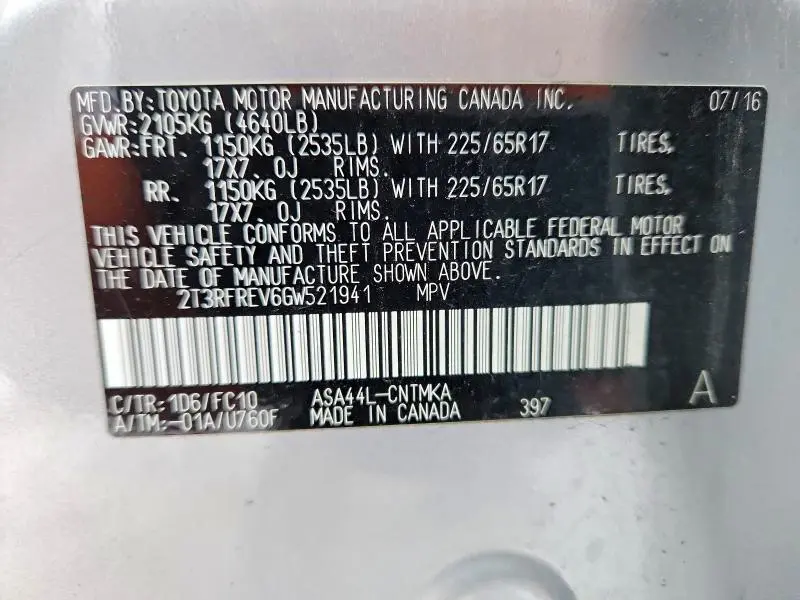 MFD. BY: TOYOTA MOTOR MANUFACTURING CANADA INC. 07/16
GVWR: 2105KG (4640LB)
GAWR: FRT. 1150KG (2535LB) WITH 225/65R17 TIRES,
17X7. 0J RIMS.
RR. 1150KG (2535LB) WITH 225/65R17 TIRES,
17X7. 0J RIMS.
THIS VEHICLE CONFORMS TO ALL APPLICABLE FEDERAL MOTOR
VEHICLE SAFETY AND THEFT PREVENTION STANDARDS IN EFFECT ON
THE DATE OF MANUFACTURE SHOWN ABOVE.
2T3RFREV6GW521941 MPV
C/TR: 1D6/FC10 ASA44L-CNTMKA
A/TM: -01A/U760F MADE IN CANADA 397 A